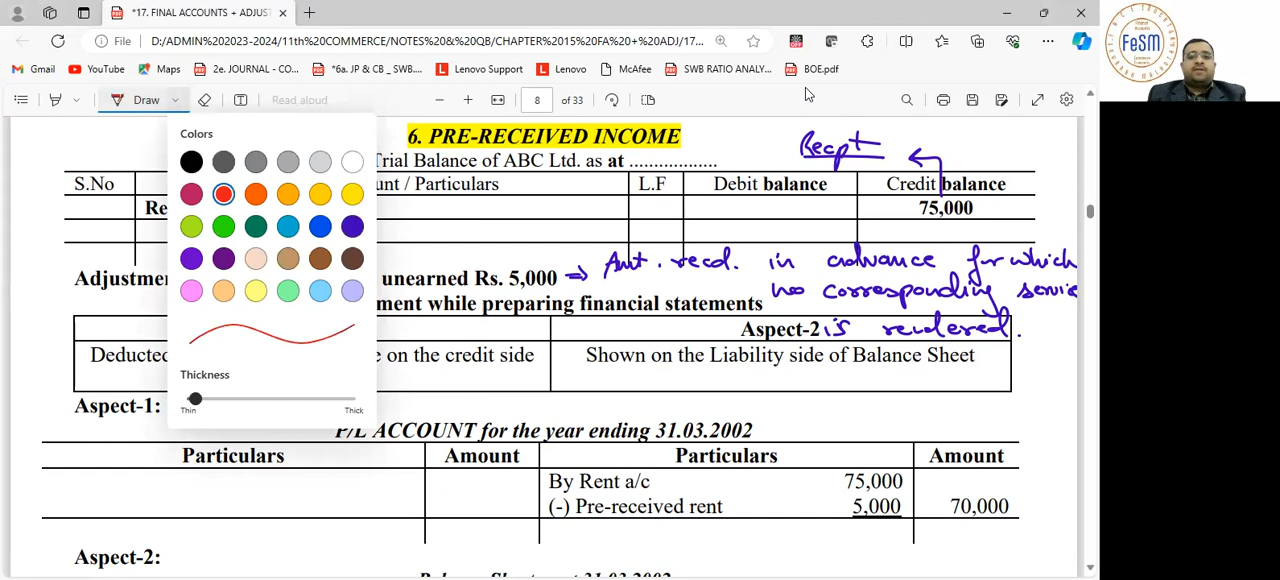 *17. FINAL ACCOUNTS + ADJUST
File D:/ADMIN%202023-2024/11th%20COMMERCE/NOTES%20&%20QB/CHAPTER%2015%20FA%20+%20ADJ/17...
Gmail YouTube Maps 2e. JOURNAL - CO... *6a. JP & CB _ SWB.... Lenovo Support Lenovo McAfee SWB RATIO ANALY... BOE.pdf
Draw Read aloud 8 of 33
FeSM
Colors
Thickness
Thin Thick
6. PRE-RECEIVED INCOME
Recpt
Trial Balance of ABC Ltd. as at ..................
S.No unt / Particulars L.F Debit balance Credit balance
Re 75,000
Adjustmen unearned Rs. 5,000 ⇒ Amt. recd. in advance for which
no corresponding servic
ment while preparing financial statements
Aspect-2 is rendered.
Deducted e on the credit side Shown on the Liability side of Balance Sheet
Aspect-1:
P/L ACCOUNT for the year ending 31.03.2002
Particulars Amount Particulars Amount
By Rent a/c 75,000
(-) Pre-received rent 5,000 70,000
Aspect-2: